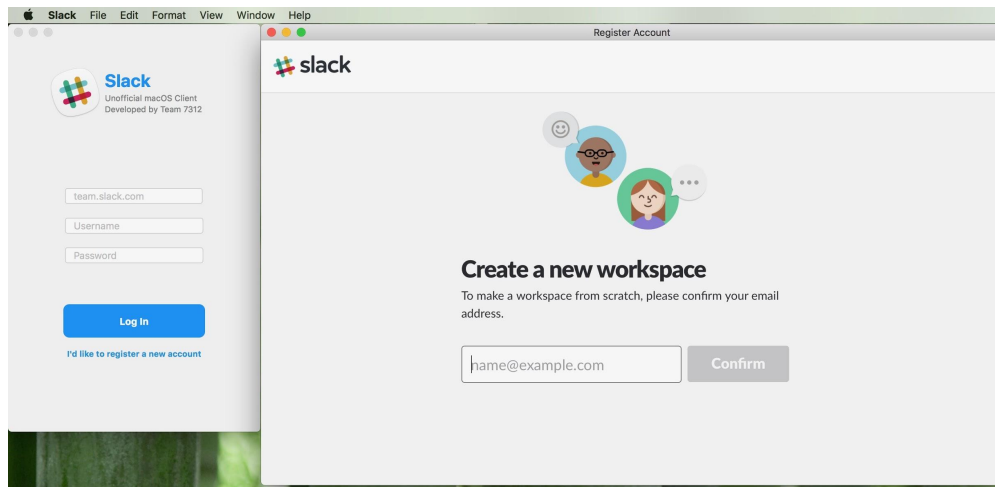 Slack File Edit Format View Window Help
Slack
Unofficial macOS Client
Developed by Team 7312
team.slack.com
Username
Password
Log In
I'd like to register a new account
Register Account
slack
Create a new workspace
To make a workspace from scratch, please confirm your email
address.
name@example.com
Confirm